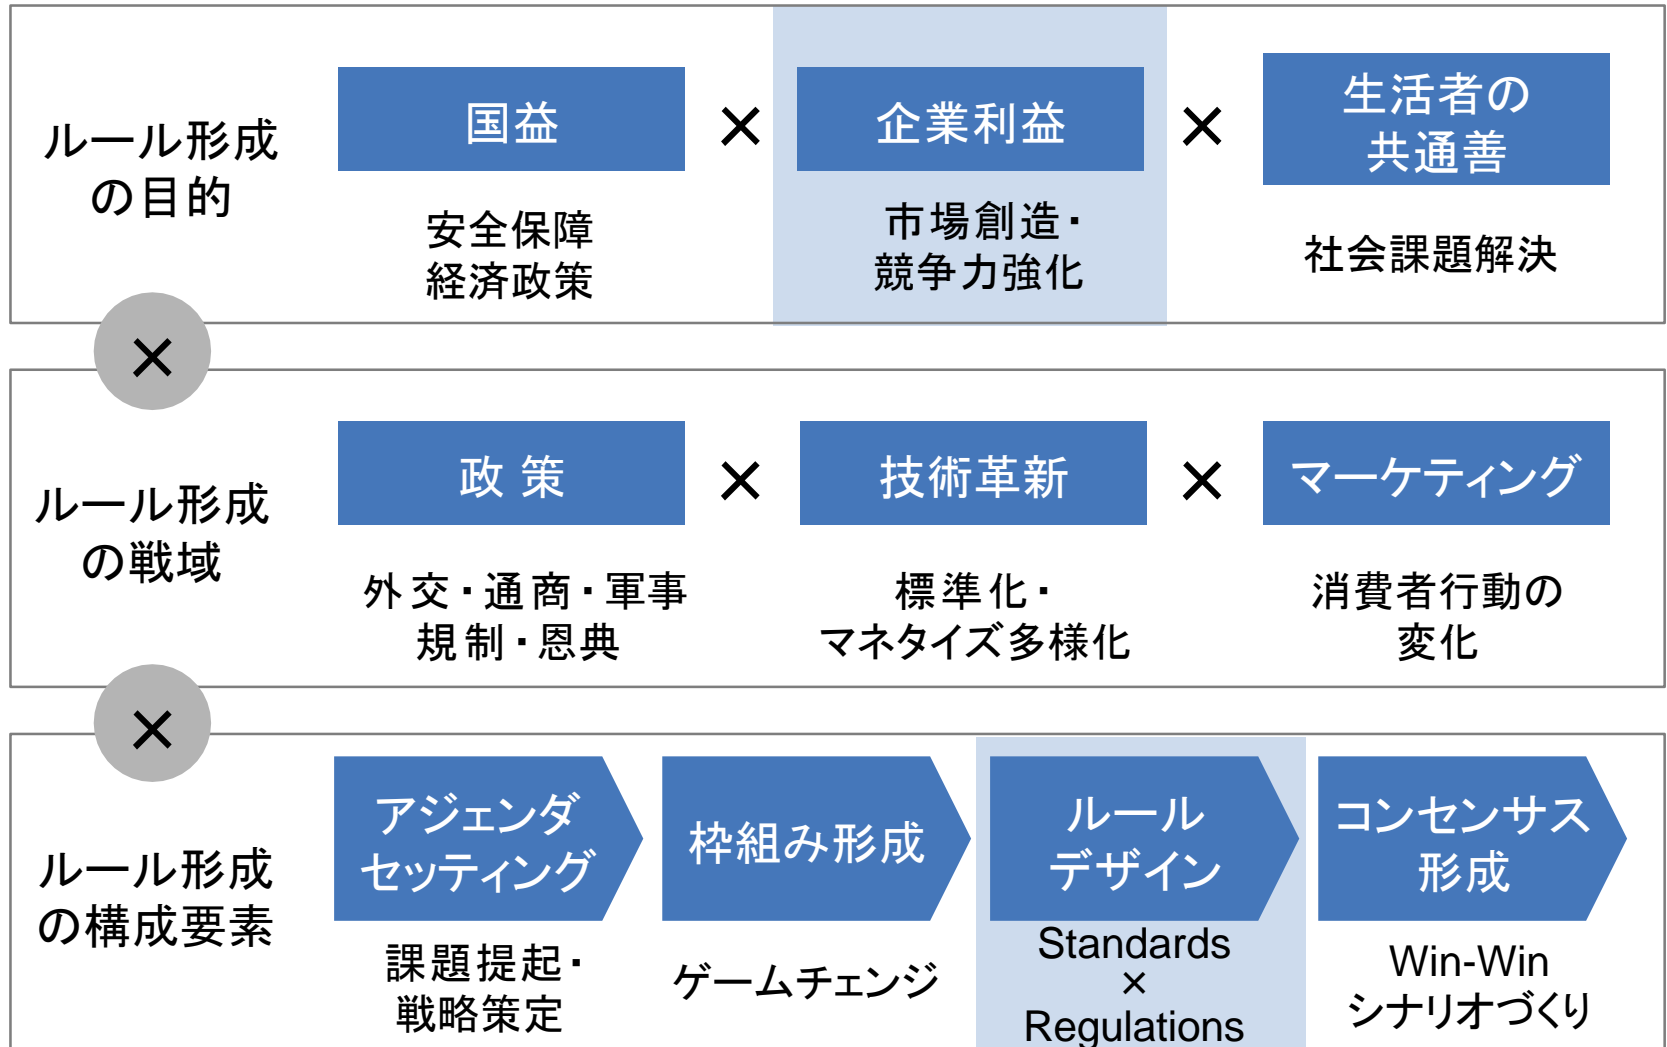 ルール形成
の目的
国益
×
企業利益
×
生活者の
共通善
安全保障
経済政策
市場創造・
競争力強化
社会課題解決
×
ルール形成
の戦域
政 策
×
技術革新
×
マーケティング
外交・通商・軍事
規制・恩典
標準化・
マネタイズ多様化
消費者行動の
変化
×
ルール形成
の構成要素
アジェンダ
セッティング
枠組み形成
ルール
デザイン
コンセンサス
形成
課題提起・
戦略策定
ゲームチェンジ
Standards
×
Regulations
Win-Win
シナリオづくり